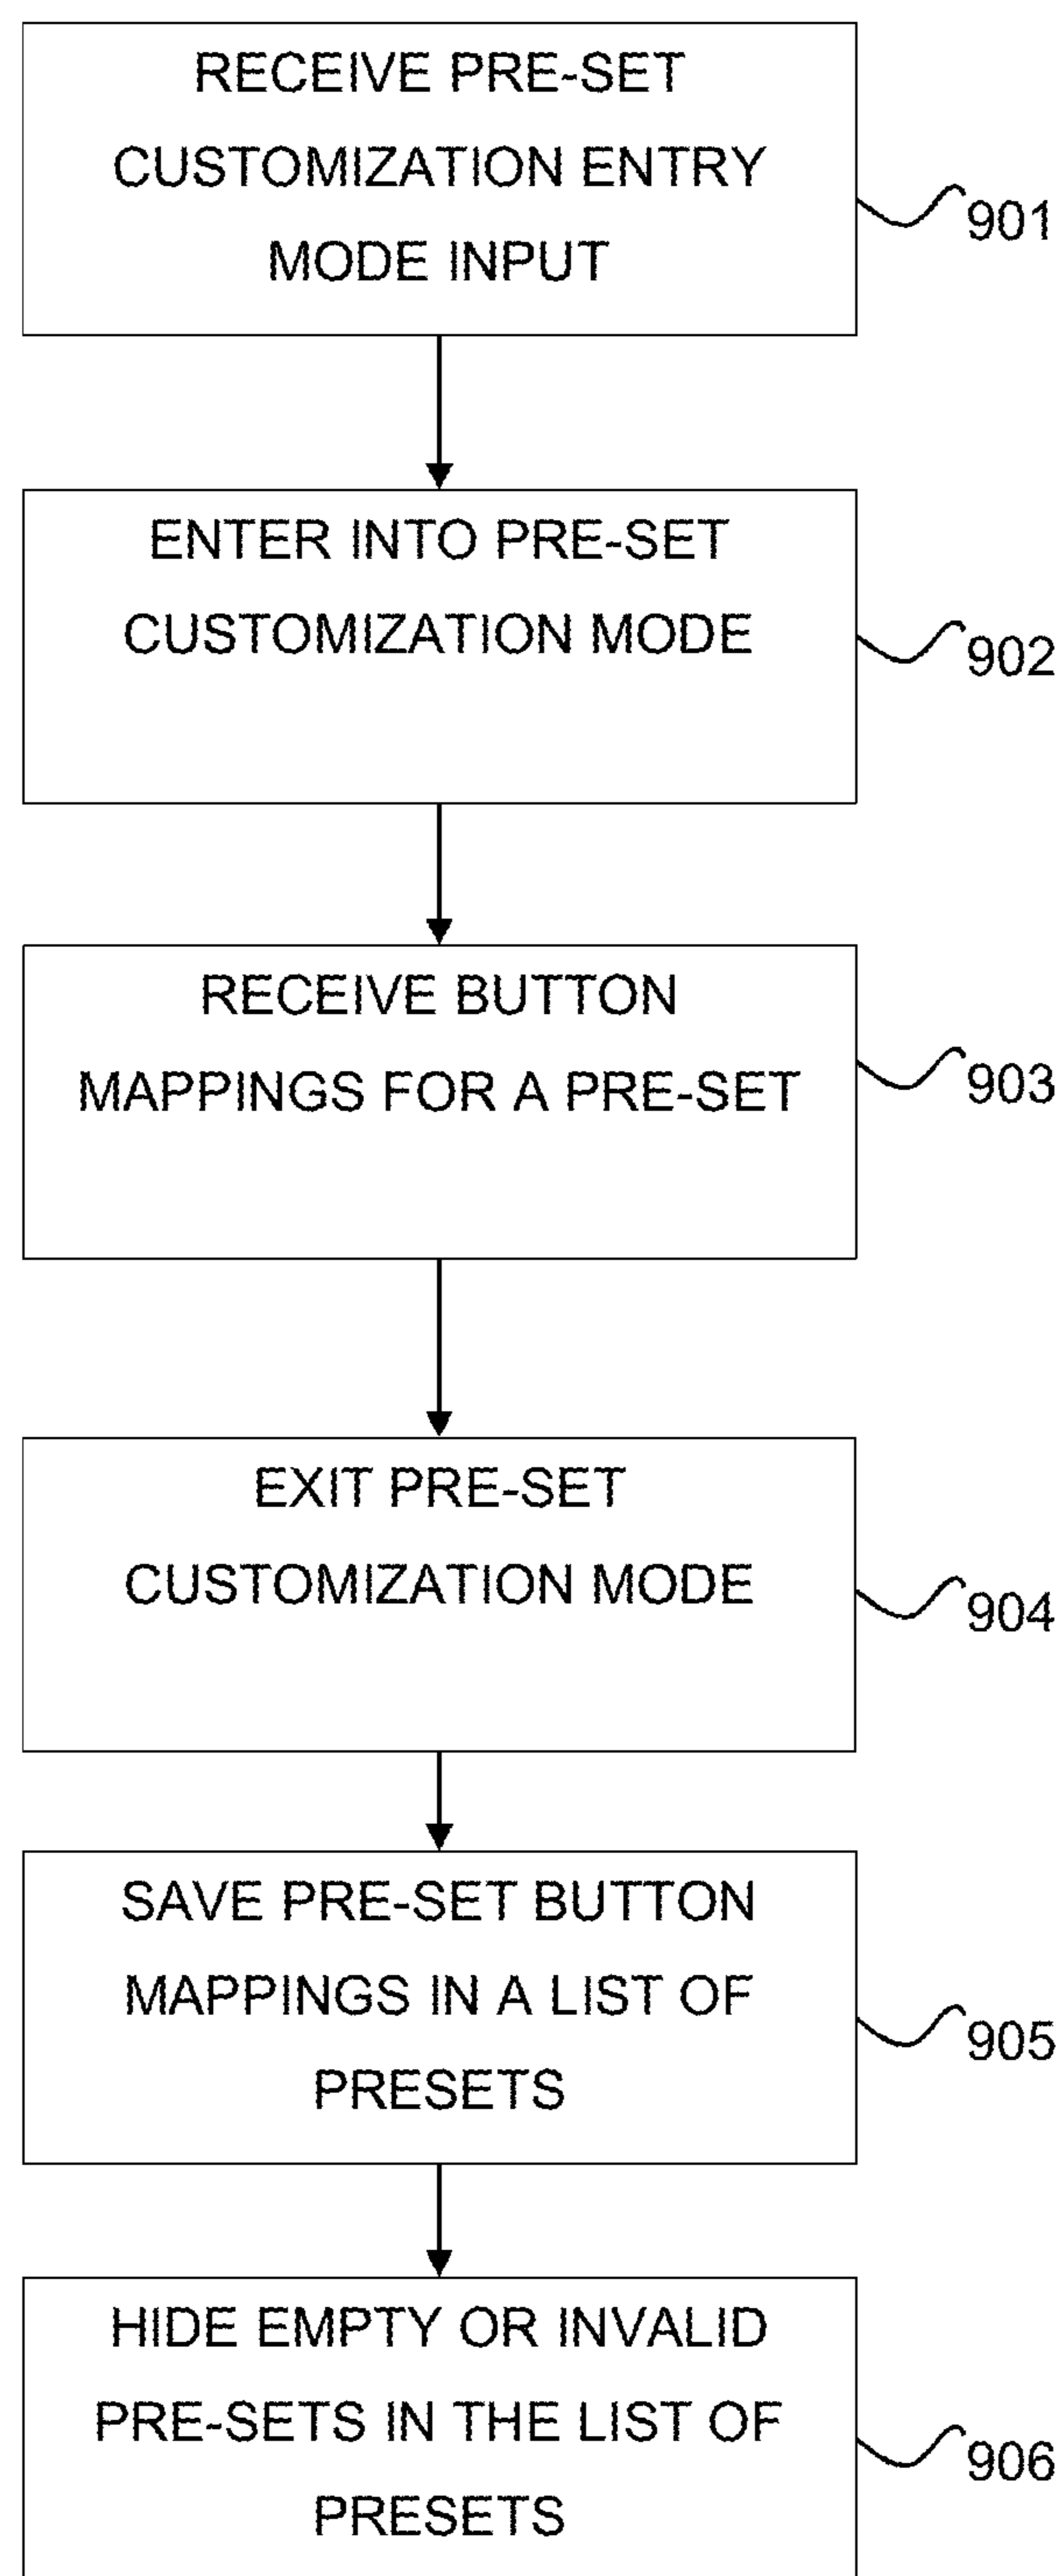 RECEIVE PRE-SET
CUSTOMIZATION ENTRY
MODE INPUT
901
ENTER INTO PRE-SET
CUSTOMIZATION MODE
902
RECEIVE BUTTON
MAPPINGS FOR A PRE-SET
903
EXIT PRE-SET
CUSTOMIZATION MODE
904
SAVE PRE-SET BUTTON
MAPPINGS IN A LIST OF
PRESETS
905
HIDE EMPTY OR INVALID
PRE-SETS IN THE LIST OF
PRESETS
906